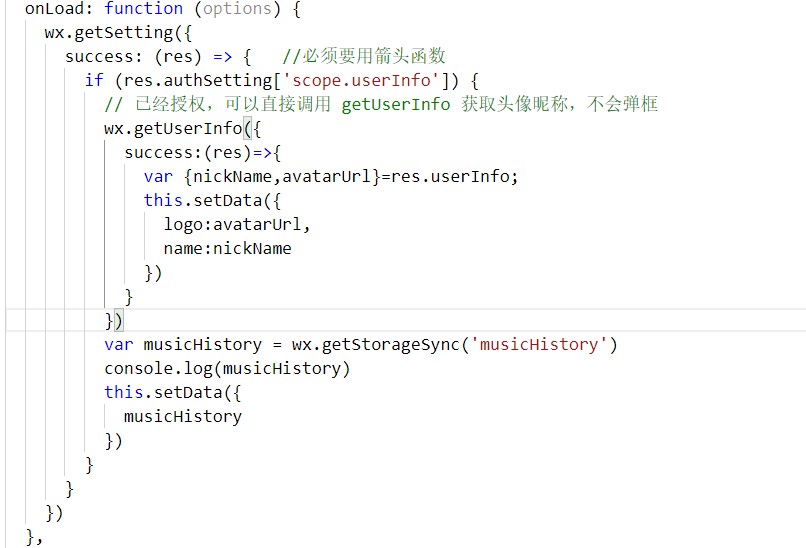 onLoad: function (options) {
wx.getSetting({
success: (res) => {   //必须要用箭头函数
if (res.authSetting['scope.userInfo']) {
// 已经授权，可以直接调用 getUserInfo 获取头像昵称，不会弹框
wx.getUserInfo({
success:(res)=>{
var {nickName,avatarUrl}=res.userInfo;
this.setData({
logo:avatarUrl,
name:nickName
})
}
})
var musicHistory = wx.getStorageSync('musicHistory')
console.log(musicHistory)
this.setData({
musicHistory
})
}
}
})
},